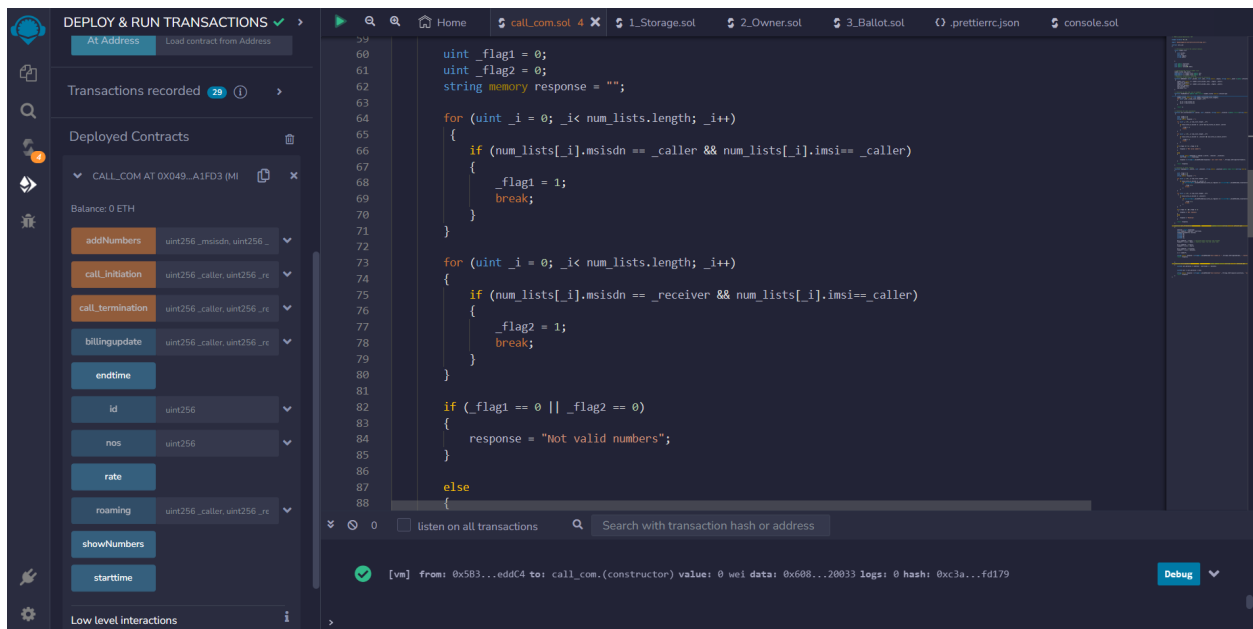 DEPLOY & RUN TRANSACTIONS
At Address Load contract from Address
Transactions recorded 29 i
Deployed Contracts
CALL_COM AT 0X049...A1FD3 (MI
Balance: 0 ETH
addNumbers uint256 _msisdn, uint256 _
call_initiation uint256 _caller, uint256 _re
call_termination uint256 _caller, uint256 _re
billingupdate uint256 _caller, uint256 _re
endtime
id uint256
nos uint256
rate
roaming uint256 _caller, uint256 _re
showNumbers
starttime
Low level interactions i
4
Home call_com.sol 4 1_Storage.sol 2_Owner.sol 3_Ballot.sol .prettierrc.json console.sol
59
60 uint _flag1 = 0;
61 uint _flag2 = 0;
62 string memory response = "";
63
64 for (uint _i = 0; _i< num_lists.length; _i++)
65 {
66 if (num_lists[_i].msisdn == _caller && num_lists[_i].imsi== _caller)
67 {
68 _flag1 = 1;
69 break;
70 }
71 }
72
73 for (uint _i = 0; _i< num_lists.length; _i++)
74 {
75 if (num_lists[_i].msisdn == _receiver && num_lists[_i].imsi==_caller)
76 {
77 _flag2 = 1;
78 break;
79 }
80 }
81
82 if (_flag1 == 0 || _flag2 == 0)
83 {
84 response = "Not valid numbers";
85 }
86
87 else
88 {
0 listen on all transactions Search with transaction hash or address
[vm] from: 0x5B3...eddC4 to: call_com.(constructor) value: 0 wei data: 0x608...20033 logs: 0 hash: 0xc3a...fd179 Debug
>